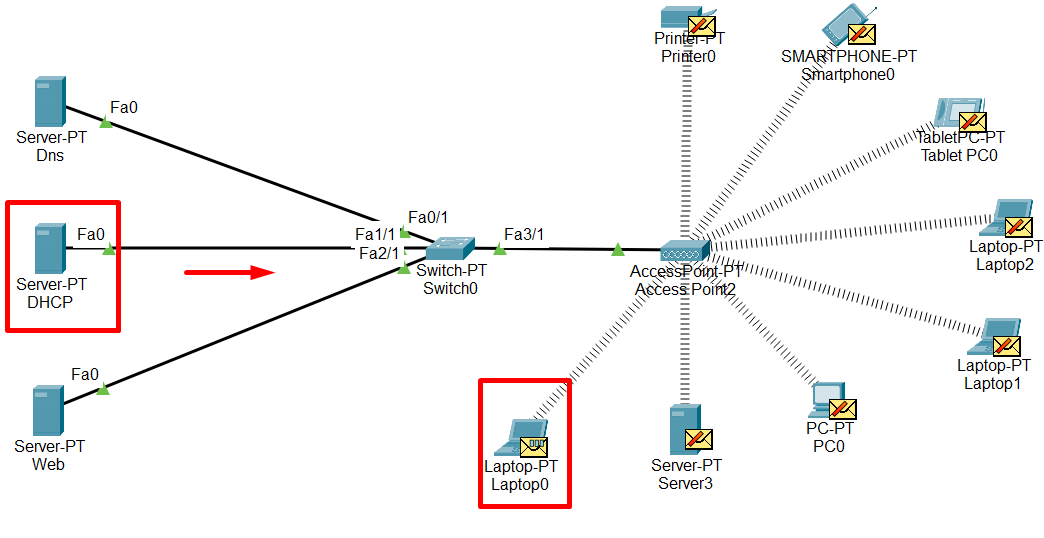 Printer-PT
Printer0
SMARTPHONE-PT
Smartphone0
Fa0
Server-PT
Dns
TabletPC-PT
Tablet PC0
Fa0/1
Fa0
Fa1/1
Fa3/1
Fa2/1
Laptop-PT
Laptop2
Server-PT
DHCP
Switch-PT
Switch0
AccessPoint-PT
Access Point2
Laptop-PT
Laptop1
Fa0
Server-PT
Web
PC-PT
PC0
Laptop-PT
Laptop0
Server-PT
Server3